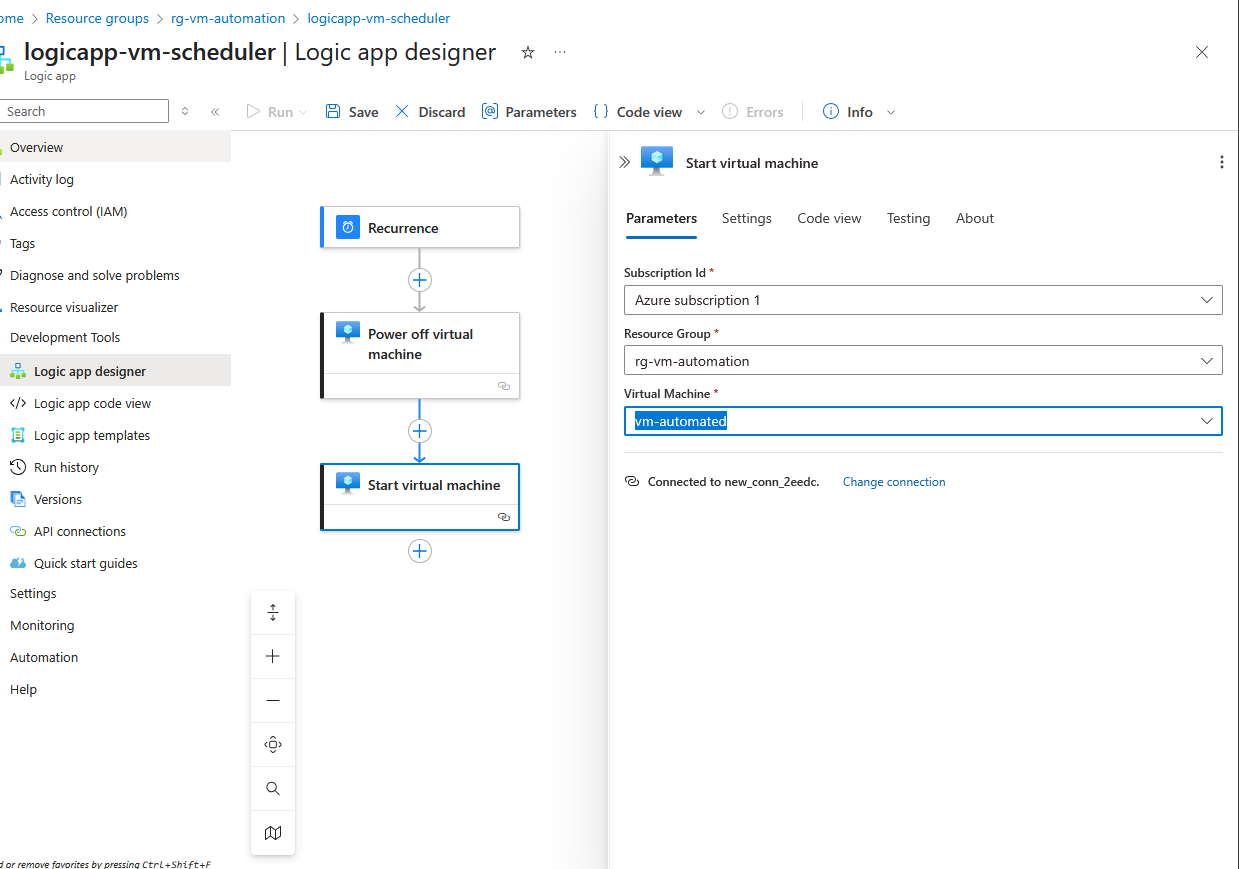 ome > Resource groups > rg-vm-automation > logicapp-vm-scheduler
logicapp-vm-scheduler | Logic app designer
Logic app
Search
Run
Save
Discard
Parameters
Code view
Errors
Info
Overview
Activity log
Access control (IAM)
Tags
Diagnose and solve problems
Resource visualizer
Development Tools
Logic app designer
Logic app code view
Logic app templates
Run history
Versions
API connections
Quick start guides
Settings
Monitoring
Automation
Help
d or remove favorites by pressing Ctrl+Shift+F
Recurrence
Power off virtual
machine
Start virtual machine
Start virtual machine
Parameters
Settings
Code view
Testing
About
Subscription Id *
Azure subscription 1
Resource Group *
rg-vm-automation
Virtual Machine *
vm-automated
Connected to new_conn_2eedc.
Change connection